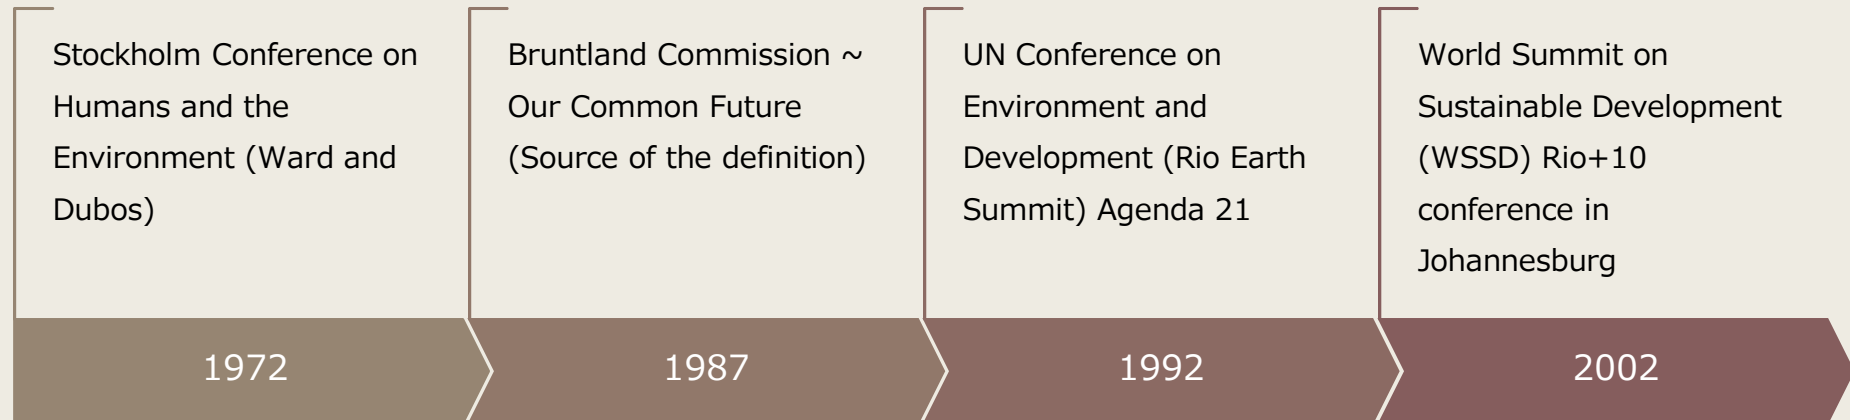 Stockholm Conference on
Humans and the
Environment (Ward and
Dubos)
1972
Bruntland Commission ~
Our Common Future
(Source of the definition)
1987
UN Conference on
Environment and
Development (Rio Earth
Summit) Agenda 21
1992
World Summit on
Sustainable Development
(WSSD) Rio+10
conference in
Johannesburg
2002